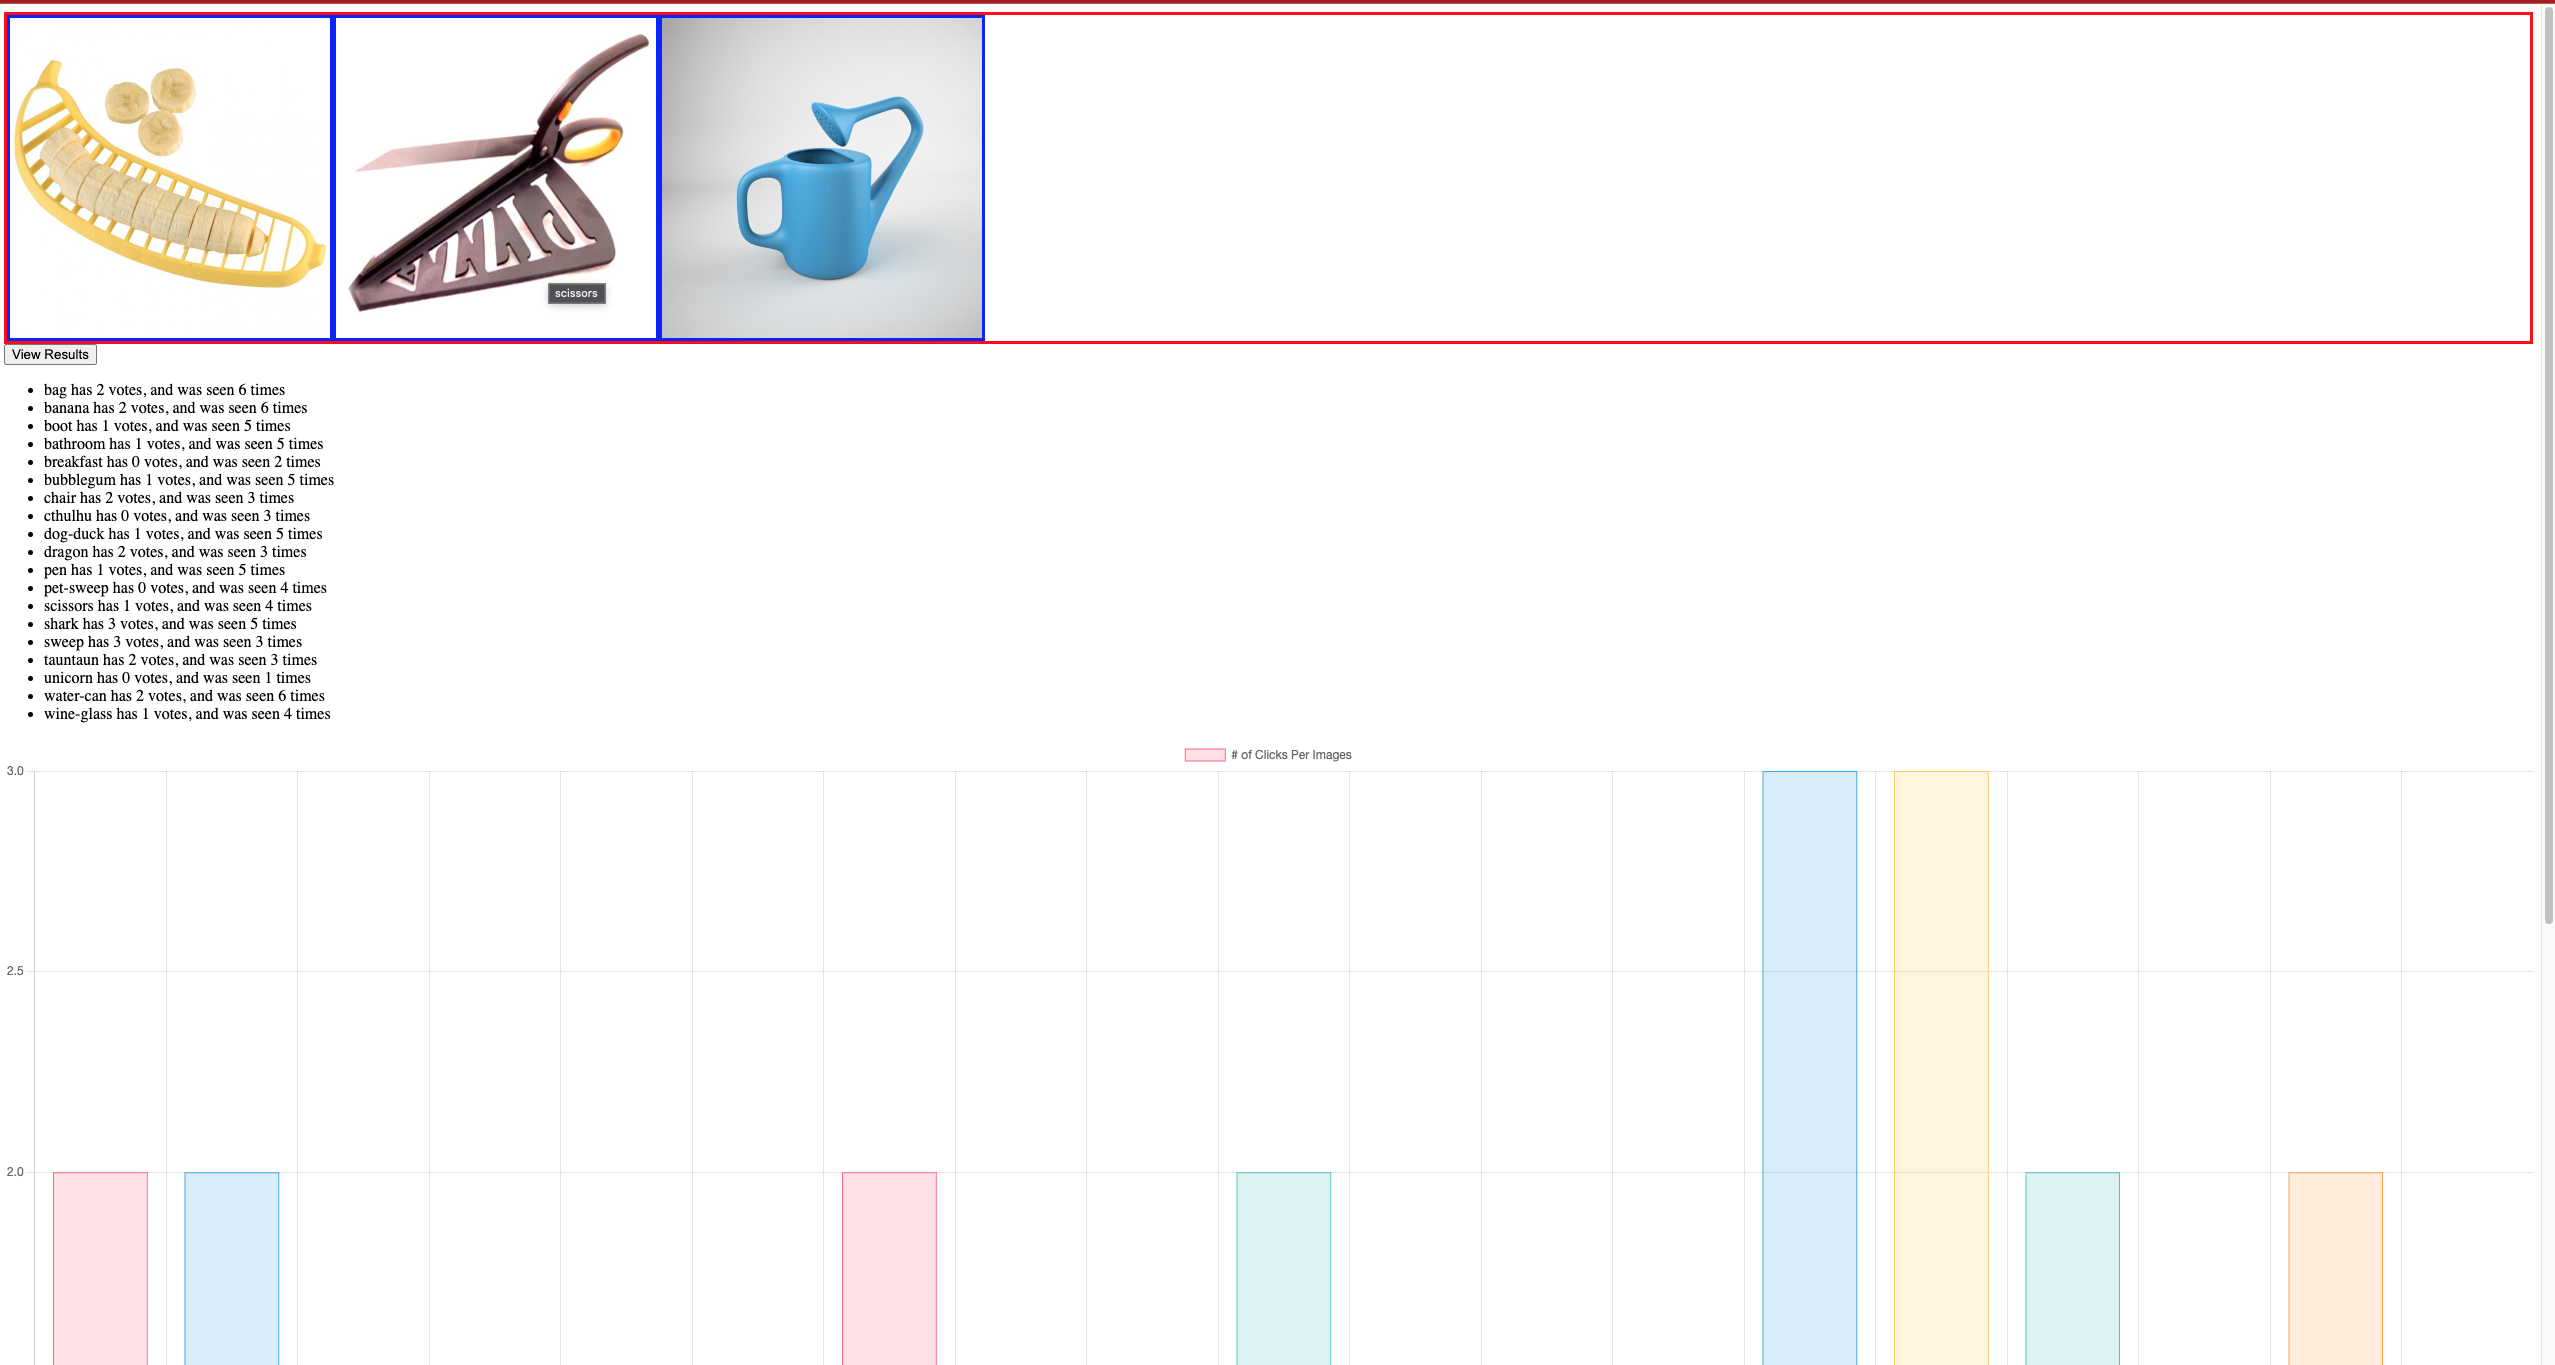 PIZZA
scissors
View Results
bag has 2 votes, and was seen 6 times
banana has 2 votes, and was seen 6 times
boot has 1 votes, and was seen 5 times
bathroom has 1 votes, and was seen 5 times
breakfast has 0 votes, and was seen 2 times
bubblegum has 1 votes, and was seen 5 times
chair has 2 votes, and was seen 3 times
cthulhu has 0 votes, and was seen 3 times
dog-duck has 1 votes, and was seen 5 times
dragon has 2 votes, and was seen 3 times
pen has 1 votes, and was seen 5 times
pet-sweep has 0 votes, and was seen 4 times
scissors has 1 votes, and was seen 4 times
shark has 3 votes, and was seen 5 times
sweep has 3 votes, and was seen 3 times
tauntaun has 2 votes, and was seen 3 times
unicorn has 0 votes, and was seen 1 times
water-can has 2 votes, and was seen 6 times
wine-glass has 1 votes, and was seen 4 times
# of Clicks Per Images
3.0
2.5
2.0